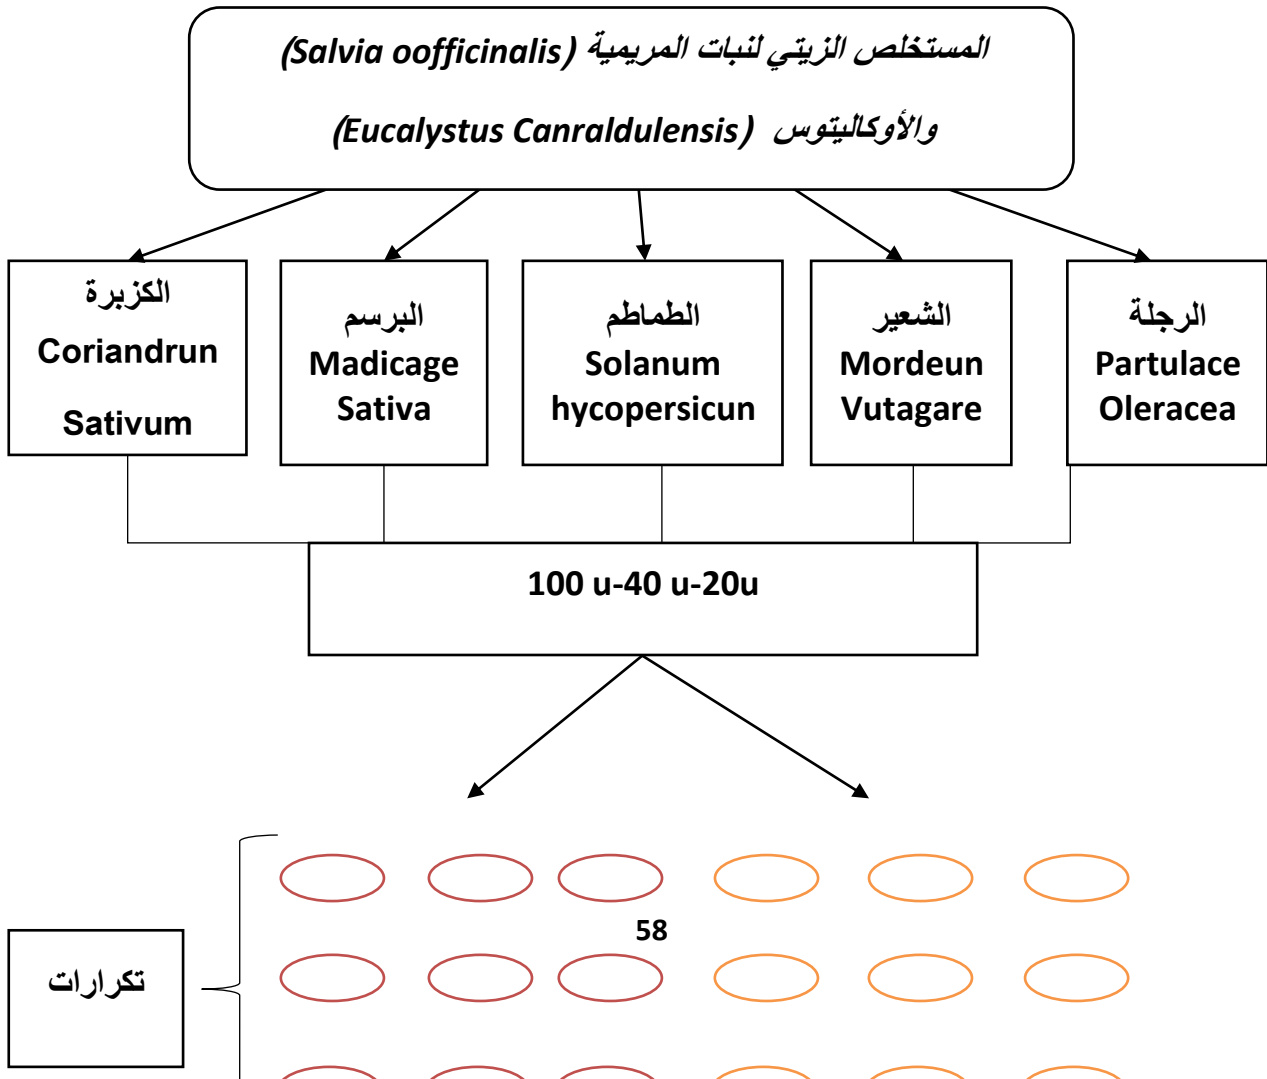 المستخلص الزيتي لنبات المريمية (Salvia oofficinalis)
والأوكاليتوس (Eucalystus Canraldulensis)
الكزبرة
Coriandrun
Sativum
البرسم
Madicage
Sativa
الطماطم
Solanum
hycopersicun
الشعير
Mordeun
Vutagare
الرجلة
Partulace
Oleracea
100 u-40 u-20u
58
تكرارات